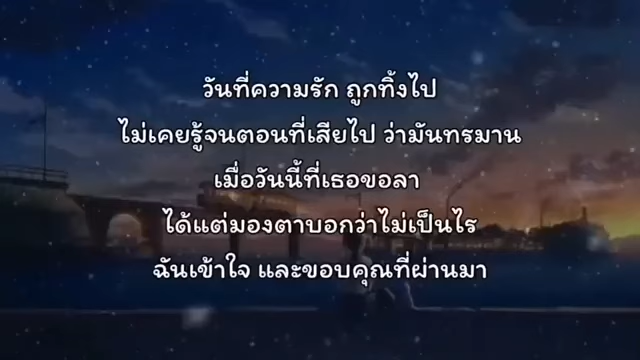 วันที่ความรัก ถูกทิ้งไป
ไม่เคยรู้จนตอนที่เสียไป ว่ามันทรมาน
เมื่อวันนี้ที่เธอขอลา
ได้แต่มองตาบอกว่าไม่เป็นไร
ฉันเข้าใจ และขอบคุณที่ผ่านมา